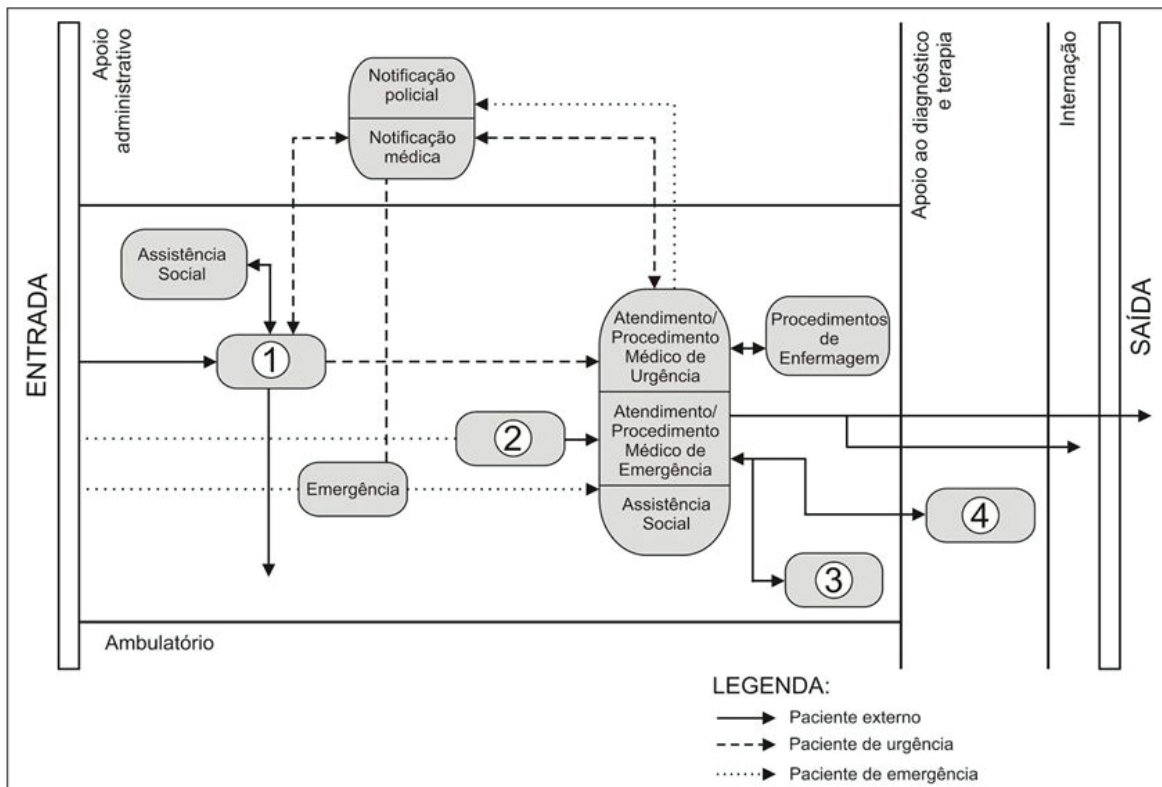 Apoio
administrativo
Notificação
policial
Notificação
médica
Apoio ao diagnóstico
e terapia
Internação
ENTRADA
SAÍDA
Assistência
Social
1
Atendimento/
Procedimento
Médico de
Urgência
Procedimentos
de
Enfermagem
2
Atendimento/
Procedimento
Médico de
Emergência
Emergência
Assistência
Social
4
3
Ambulatório
LEGENDA:
Paciente externo
Paciente de urgência
Paciente de emergência